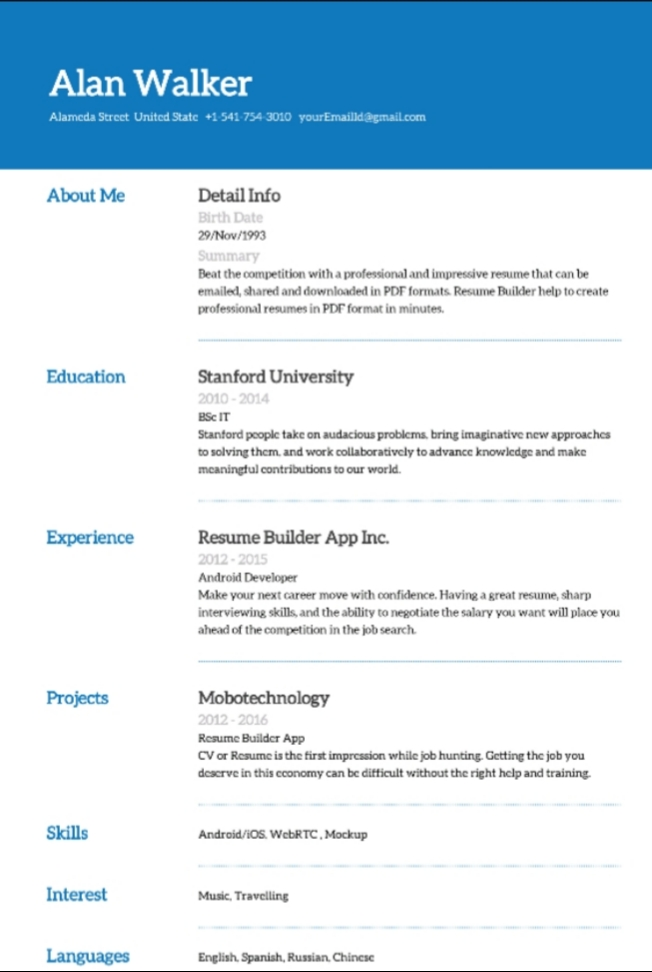 Alan Walker
Alameda Street United State +1-541-754-3010 yourEmailId@gmail.com
About Me
Detail Info
Birth Date
29/Nov/1993
Summary
Beat the competition with a professional and impressive resume that can be
emailed, shared and downloaded in PDF formats. Resume Builder help to create
professional resumes in PDF format in minutes.
Education
Stanford University
2010 - 2014
BSc IT
Stanford people take on audacious problems, bring imaginative new approaches
to solving them, and work collaboratively to advance knowledge and make
meaningful contributions to our world.
Experience
Resume Builder App Inc.
2012 - 2015
Android Developer
Make your next career move with confidence. Having a great resume, sharp
interviewing skills, and the ability to negotiate the salary you want will place you
ahead of the competition in the job search.
Projects
Mobotechnology
2012 - 2016
Resume Builder App
CV or Resume is the first impression while job hunting. Getting the job you
deserve in this economy can be difficult without the right help and training.
Skills
Android/iOS, WebRTC , Mockup
Interest
Music, Travelling
Languages
English, Spanish, Russian, Chinese